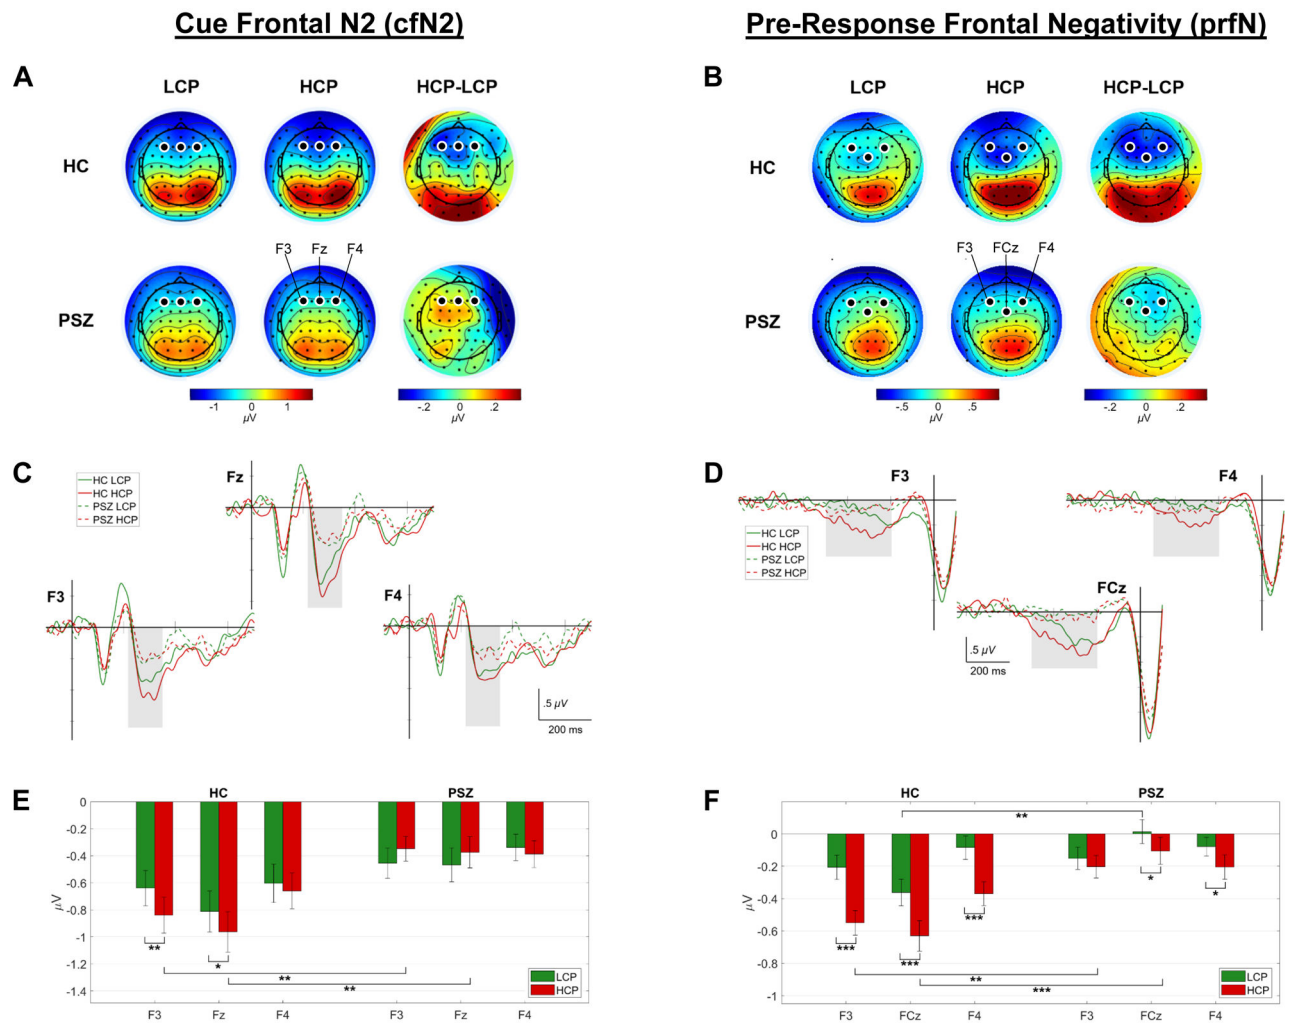 Cue Frontal N2 (cfN2)
Pre-Response Frontal Negativity (prfN)
A
LCP
HCP
HCP-LCP
HC
F3
Fz
F4
PSZ
-1
0
1
µV
-.2
0
.2
µV
B
LCP
HCP
HCP-LCP
HC
F3
FCz
F4
PSZ
-.5
0
.5
µV
-.2
0
.2
µV
C
HC LCP
HC HCP
PSZ LCP
PSZ HCP
Fz
F3
F4
.5 µV
200 ms
D
F3
F4
HC LCP
HC HCP
PSZ LCP
PSZ HCP
FCz
.5 µV
200 ms
E
HC
PSZ
0
-0.2
-0.4
-0.6
-0.8
-1
-1.2
-1.4
µV
**
*
**
**
LCP
HCP
F3
Fz
F4
F3
Fz
F4
F
HC
PSZ
0
-0.2
-0.4
-0.6
-0.8
-1
µV
**
***
***
***
*
*
**
***
LCP
HCP
F3
FCz
F4
F3
FCz
F4